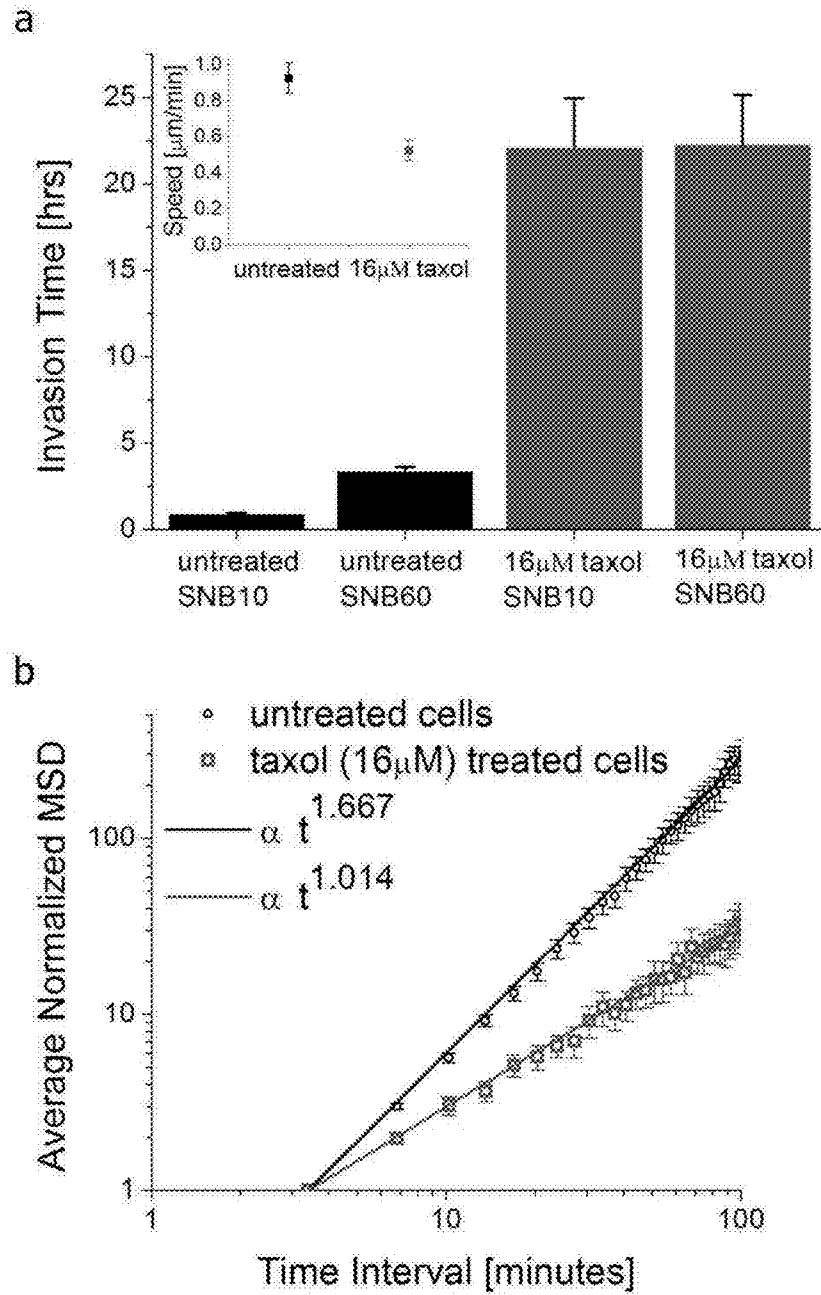 a
Invasion Time [hrs]
25
20
15
10
5
0
Speed [μm/min]
1.0
0.8
0.6
0.4
0.2
0.0
untreated 16μM taxol
untreated
SNB10
untreated
SNB60
16μM taxol
SNB10
16μM taxol
SNB60
b
Average Normalized MSD
untreated cells
taxol (16μM) treated cells
α t^1.667
α t^1.014
100
10
1
1 10 100
Time Interval [minutes]